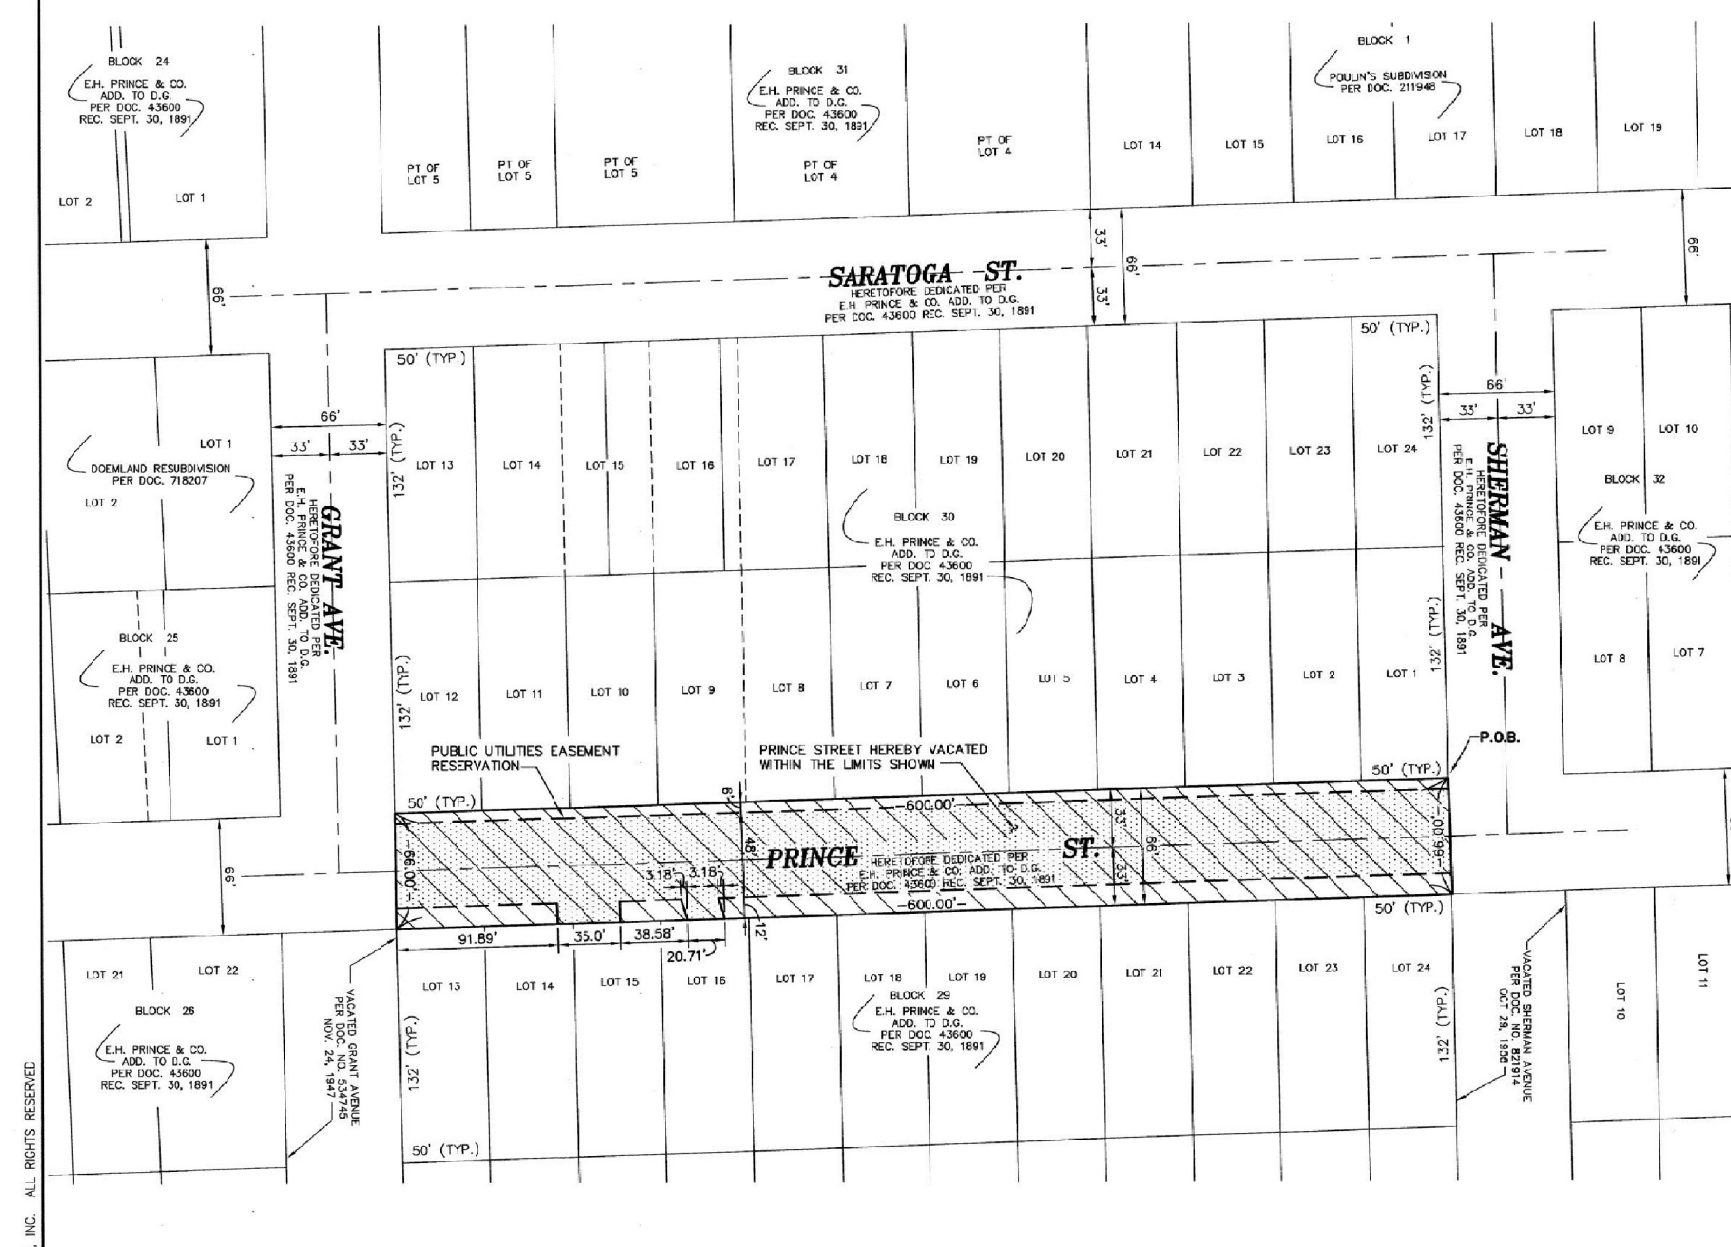 BLOCK 24
E.H. PRINCE & CO.
ADD. TO D.G.
PER DOC. 43600
REC. SEPT. 30, 1891
LOT 2
LOT 1
BLOCK 31
E.H. PRINCE & CO.
ADD. TO D.G.
PER DOC. 43600
REC. SEPT. 30, 1891
PT OF
LOT 5
PT OF
LOT 5
PT OF
LOT 5
PT OF
LOT 4
PT OF
LOT 4
BLOCK 1
POULIN'S SUBDIVISION
PER DOC. 211948
LOT 14
LOT 15
LOT 16
LOT 17
LOT 18
LOT 19
66'
33'
33'
66'
66'
SARATOGA ST.
HERETOFORE DEDICATED PER
E.H. PRINCE & CO. ADD. TO D.G.
PER DOC. 43600 REC. SEPT. 30, 1891
50' (TYP.)
50' (TYP.)
66'
33'
33'
132' (TYP.)
132' (TYP.)
66'
33'
33'
LOT 1
DOEMLAND RESUBDIVISION
PER DOC. 718207
LOT 2
GRANT AVE.
HERETOFORE DEDICATED PER
E.H. PRINCE & CO. ADD. TO D.G.
PER DOC. 43600 REC. SEPT. 30, 1891
LOT 13
LOT 14
LOT 15
LOT 16
LOT 17
LOT 18
LOT 19
LOT 20
LOT 21
LOT 22
LOT 23
LOT 24
BLOCK 30
E.H. PRINCE & CO.
ADD. TO D.G.
PER DOC 43600
REC. SEPT. 30, 1891
SHERMAN AVE.
HERETOFORE DEDICATED PER
E.H. PRINCE & CO. ADD. TO D.G.
PER DOC. 43600 REC. SEPT. 30, 1891
LOT 9
LOT 10
BLOCK 32
E.H. PRINCE & CO.
ADD. TO D.G.
PER DOC. 43600
REC. SEPT. 30, 1891
LOT 8
LOT 7
BLOCK 25
E.H. PRINCE & CO.
ADD. TO D.G.
PER DOC. 43600
REC. SEPT. 30, 1891
LOT 2
LOT 1
132' (TYP.)
132' (TYP.)
LOT 12
LOT 11
LOT 10
LOT 9
LOT 8
LOT 7
LOT 6
LOT 5
LOT 4
LOT 3
LOT 2
LOT 1
PUBLIC UTILITIES EASEMENT
RESERVATION
PRINCE STREET HEREBY VACATED
WITHIN THE LIMITS SHOWN
P.O.B.
50' (TYP.)
50' (TYP.)
600.00'
8'
48'
33'
66'
33'
66.00'
66.00'
66'
PRINCE ST.
HERETOFORE DEDICATED PER
E.H. PRINCE & CO. ADD. TO D.G.
PER DOC. 43600 REC. SEPT. 30, 1891
3.18'
3.18'
600.00'
12'
91.89'
35.0'
38.58'
20.71'
50' (TYP.)
LOT 21
LOT 22
BLOCK 26
E.H. PRINCE & CO.
ADD. TO D.G.
PER DOC. 43600
REC. SEPT. 30, 1891
VACATED GRANT AVENUE
PER DOC. NO. 534745
NOV. 24, 1947
LOT 13
LOT 14
LOT 15
LOT 16
LOT 17
LOT 18
LOT 19
LOT 20
LOT 21
LOT 22
LOT 23
LOT 24
BLOCK 29
E.H. PRINCE & CO.
ADD. TO D.G.
PER DOC. 43600
REC. SEPT. 30, 1891
132' (TYP.)
132' (TYP.)
50' (TYP.)
VACATED SHERMAN AVENUE
PER DOC. NO. 821914
OCT 29,
LOT 10
LOT 11
INC. ALL RIGHTS RESERVED